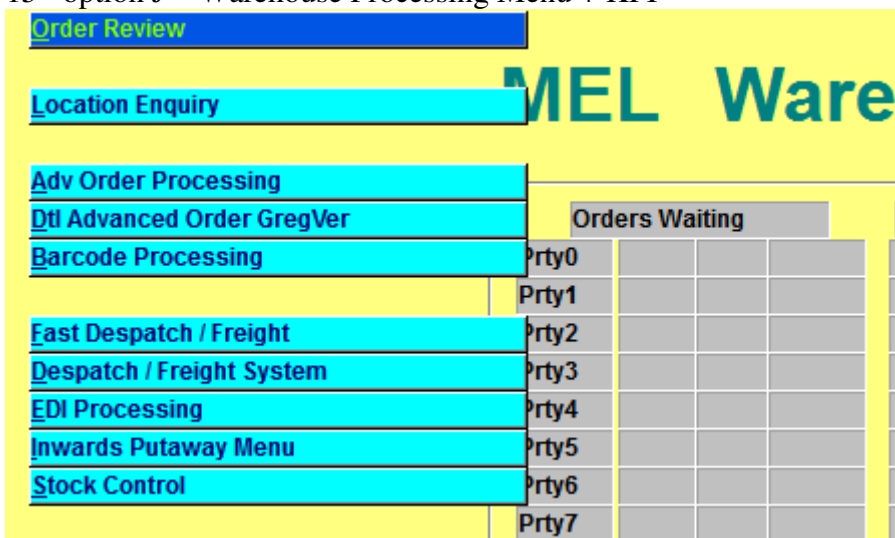 Order Review
MEL Ware
Location Enquiry
Adv Order Processing
Dtl Advanced Order GregVer
Orders Waiting
Barcode Processing
Prty0
Prty1
Fast Despatch / Freight
Prty2
Despatch / Freight System
Prty3
EDI Processing
Prty4
Inwards Putaway Menu
Prty5
Stock Control
Prty6
Prty7